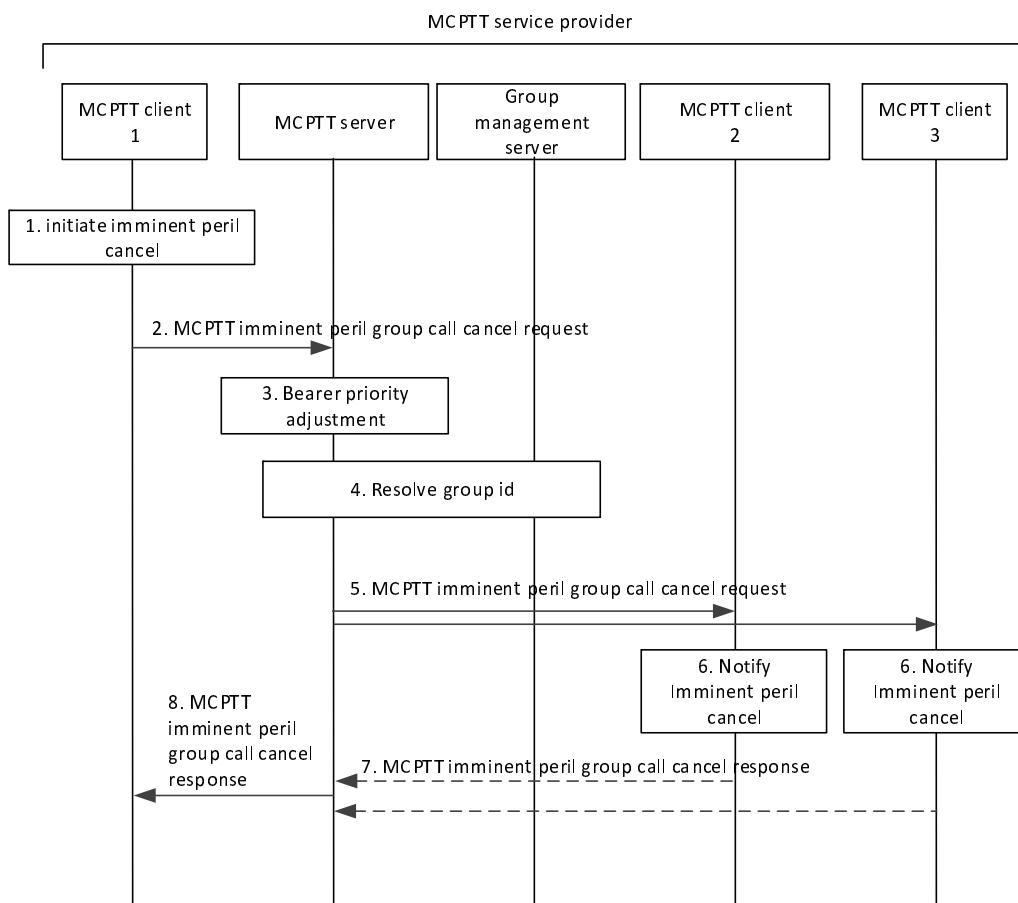 MCPTT service provider
MCPTT client
1
MCPTT server
Group
management
server
MCPTT client
2
MCPTT client
3
1. initiate imminent peril
cancel
2. MCPTT imminent peril group call cancel request
3. Bearer priority
adjustment
4. Resolve group id
5. MCPTT imminent peril group call cancel request
6. Notify
Imminent peril
cancel
6. Notify
Imminent peril
cancel
8. MCPTT
imminent peril
group call cancel
response
7. MCPTT imminent peril group call cancel response